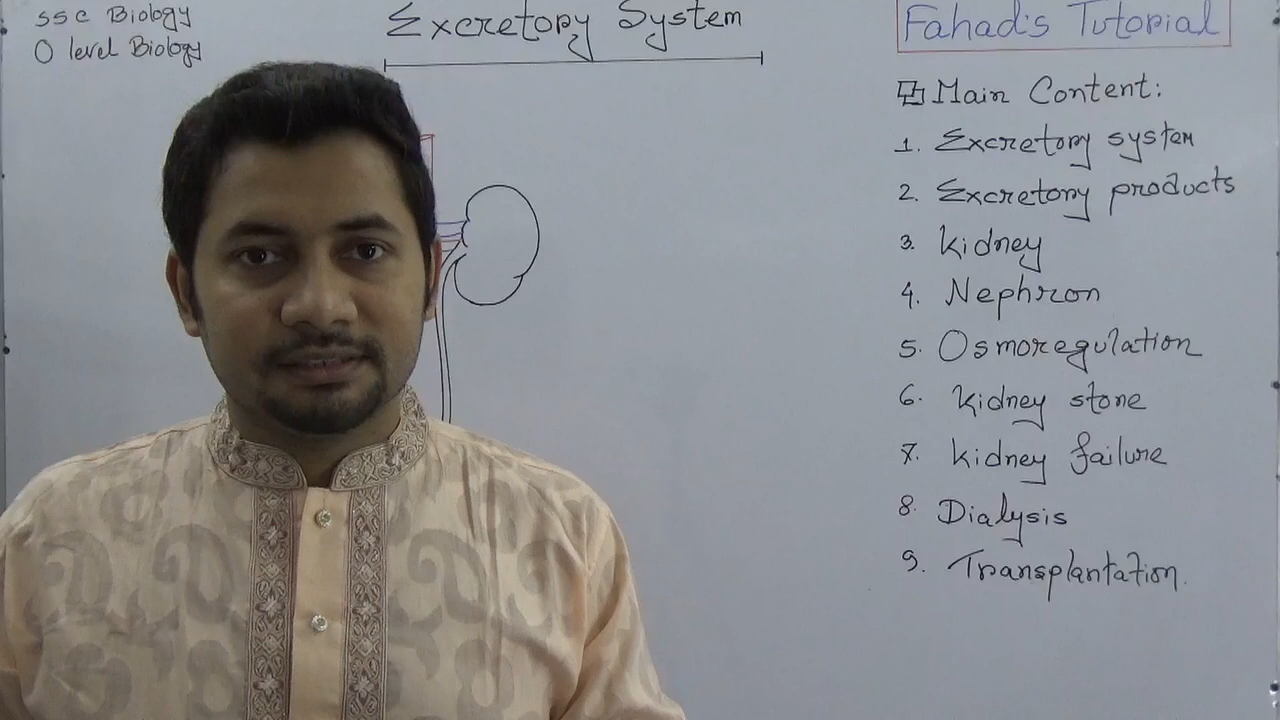 SSC Biology
O level Biology
Excretory System
Fahad's Tutorial
Main Content:
1. Excretory system
2. Excretory products
3. Kidney
4. Nephron
5. Osmoregulation
6. Kidney stone
7. Kidney failure
8. Dialysis
9. Transplantation.